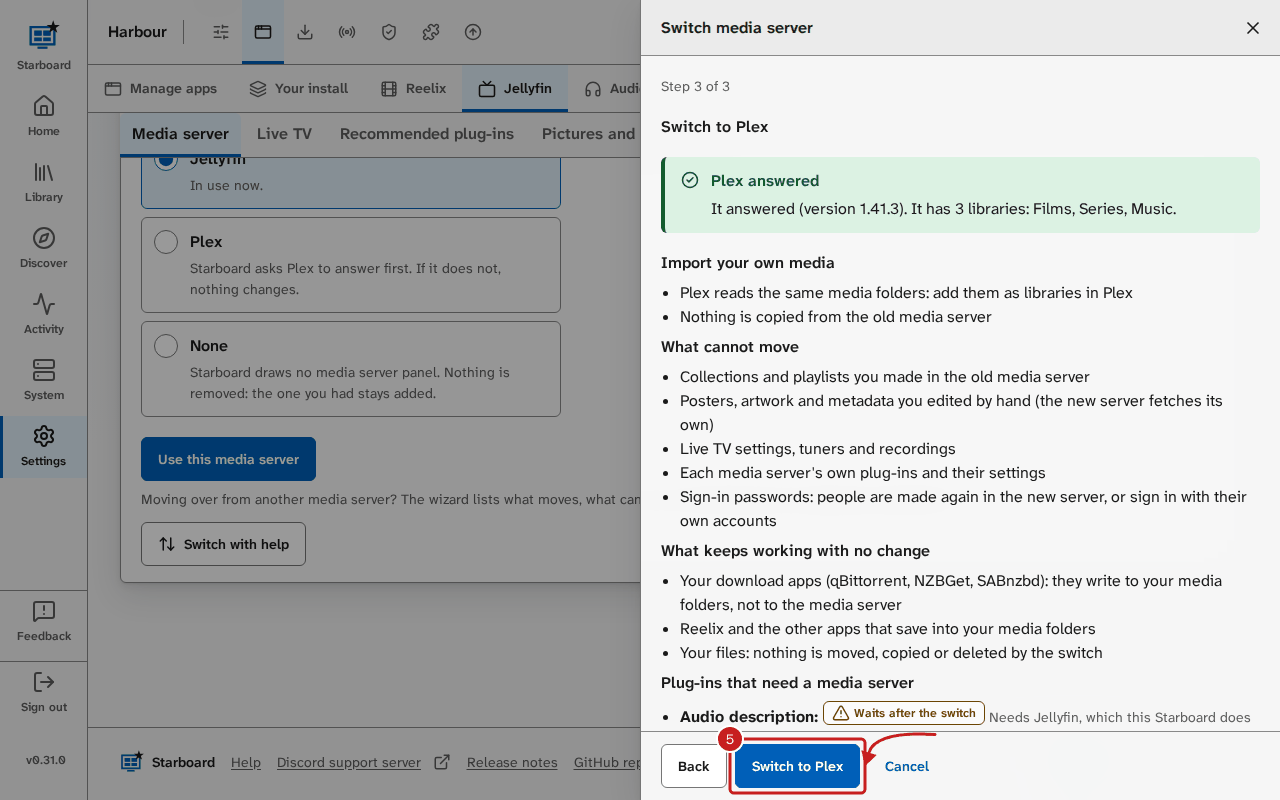 Starboard
Home
Library
Discover
Activity
System
Settings
Feedback
Sign out
v0.31.0
Harbour
Manage apps
Your install
Reelix
Jellyfin
Audi
Media server
Live TV
Recommended plug-ins
Pictures and
Jellyfin
In use now.
Plex
Starboard asks Plex to answer first. If it does not,
nothing changes.
None
Starboard draws no media server panel. Nothing is
removed: the one you had stays added.
Use this media server
Moving over from another media server? The wizard lists what moves, what can
Switch with help
Starboard
Help
Discord support server
Release notes
GitHub rep
Switch media server
Step 3 of 3
Switch to Plex
Plex answered
It answered (version 1.41.3). It has 3 libraries: Films, Series, Music.
Import your own media
• Plex reads the same media folders: add them as libraries in Plex
• Nothing is copied from the old media server
What cannot move
• Collections and playlists you made in the old media server
• Posters, artwork and metadata you edited by hand (the new server fetches its
own)
• Live TV settings, tuners and recordings
• Each media server's own plug-ins and their settings
• Sign-in passwords: people are made again in the new server, or sign in with their
own accounts
What keeps working with no change
• Your download apps (qBittorrent, NZBGet, SABnzbd): they write to your media
folders, not to the media server
• Reelix and the other apps that save into your media folders
• Your files: nothing is moved, copied or deleted by the switch
Plug-ins that need a media server
• Audio description: Waits after the switch Needs Jellyfin, which this Starboard does
5
Back
Switch to Plex
Cancel